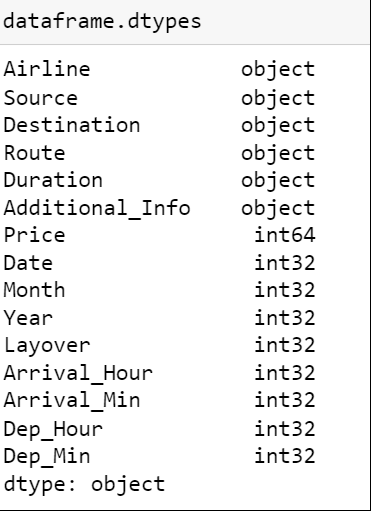 dataframe.dtypes
Airline object
Source object
Destination object
Route object
Duration object
Additional_Info object
Price int64
Date int32
Month int32
Year int32
Layover int32
Arrival_Hour int32
Arrival_Min int32
Dep_Hour int32
Dep_Min int32
dtype: object